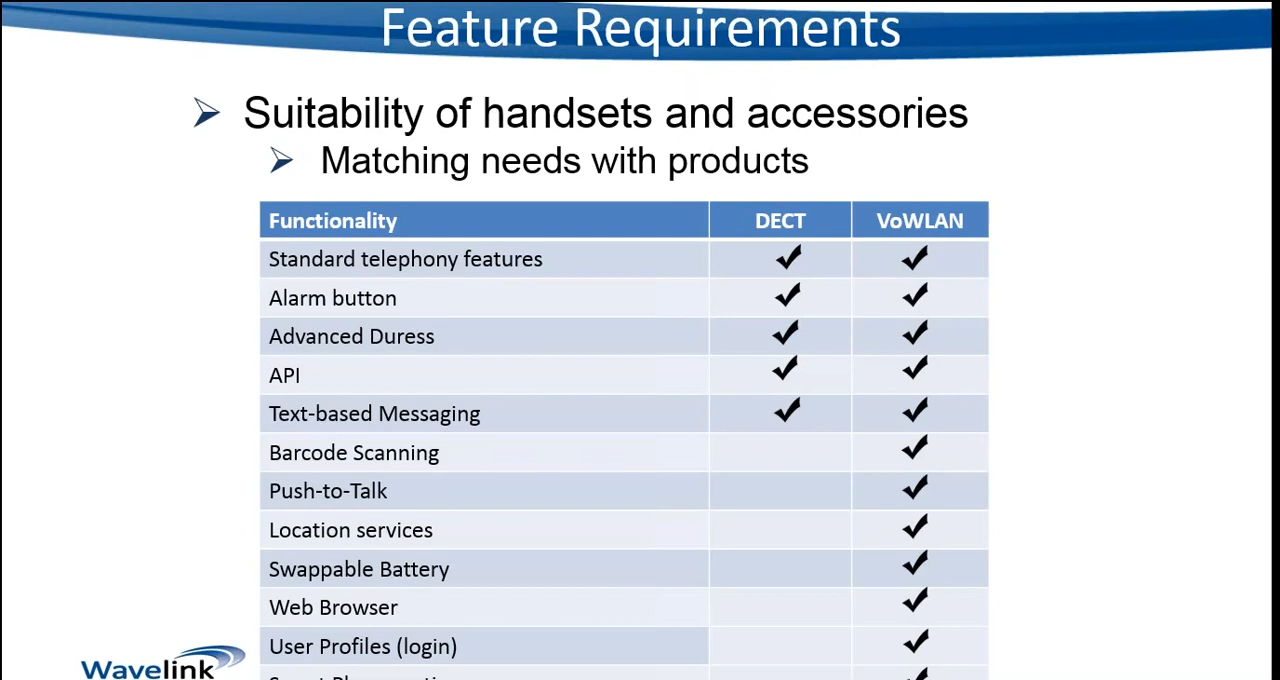 Feature Requirements
Suitability of handsets and accessories
Matching needs with products
Functionality DECT VoWLAN
Standard telephony features ✓ ✓
Alarm button ✓ ✓
Advanced Duress ✓ ✓
API ✓ ✓
Text-based Messaging ✓ ✓
Barcode Scanning ✓
Push-to-Talk ✓
Location services ✓
Swappable Battery ✓
Web Browser ✓
User Profiles (login) ✓
Wavelink